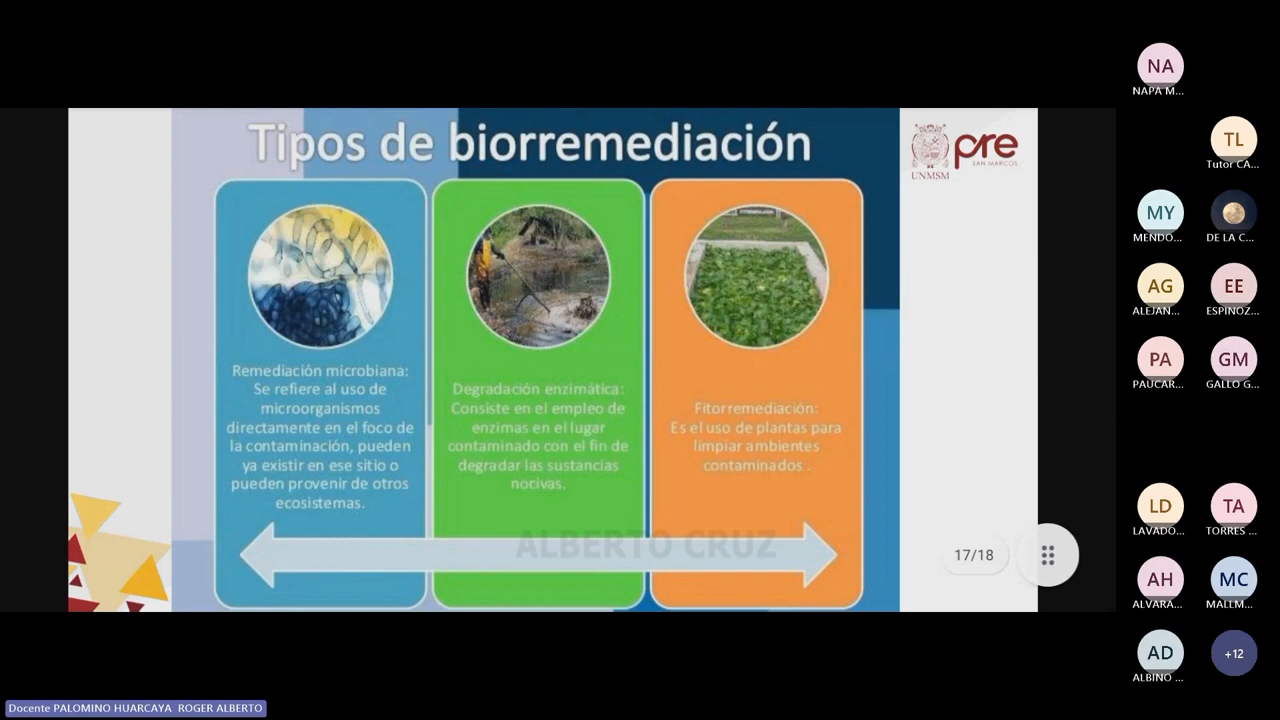 Tipos de biorremediación
UNMSM
pre
SAN MARCOS
Remediación microbiana:
Se refiere al uso de
microorganismos
directamente en el foco de
la contaminación, pueden
ya existir en ese sitio o
pueden provenir de otros
ecosistemas.
Degradación enzimática:
Consiste en el empleo de
enzimas en el lugar
contaminado con el fin de
degradar las sustancias
nocivas.
Fitorremediación:
Es el uso de plantas para
limpiar ambientes
contaminados .
ALBERTO CRUZ
17/18
NA
NAPA M...
TL
Tutor CA...
MY
MENDO...
DE LA C...
AG
ALEJAN...
EE
ESPINOZ...
PA
PAUCAR...
GM
GALLO G...
LD
LAVADO...
TA
TORRES ...
AH
ALVARA...
MC
MALLM...
AD
ALBINO ...
+12
Docente PALOMINO HUARCAYA ROGER ALBERTO